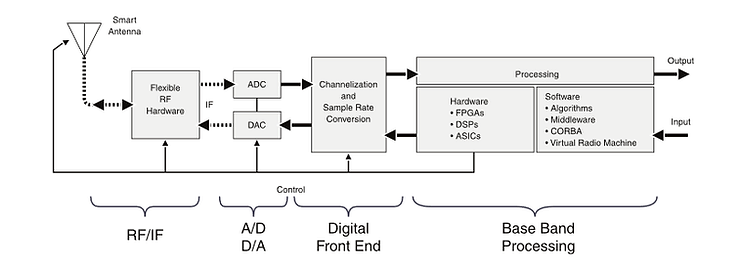 Smart
Antenna
Flexible
RF
Hardware
IF
ADC
DAC
Channelization
and
Sample Rate
Conversion
Processing
Hardware
• FPGAs
• DSPs
• ASICs
Software
• Algorithms
• Middleware
• CORBA
• Virtual Radio Machine
Output
Input
Control
RF/IF
A/D
D/A
Digital
Front End
Base Band
Processing